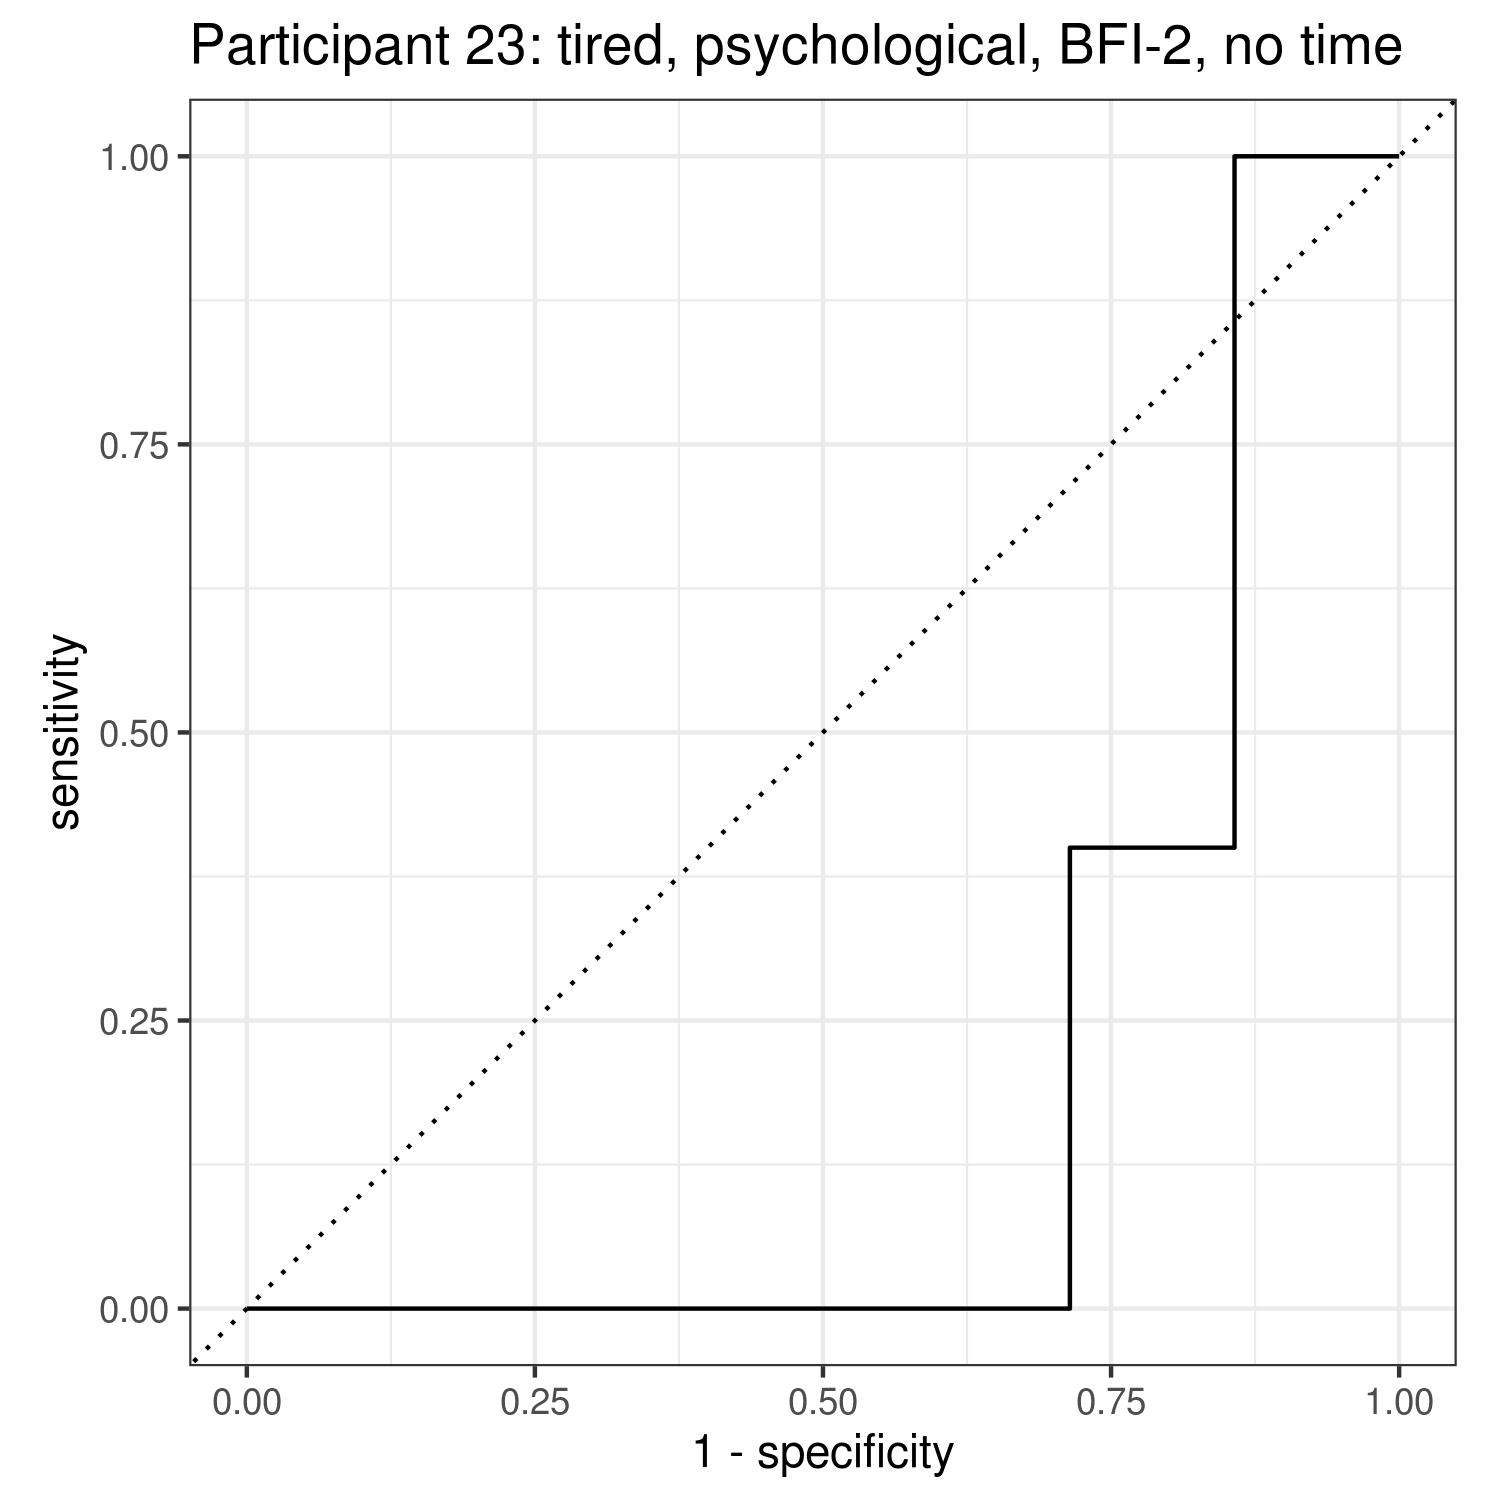 Participant 23: tired, psychological, BFI-2, no time
1.00
0.75
0.50
0.25
0.00
sensitivity
0.00 0.25 0.50 0.75 1.00
1 - specificity